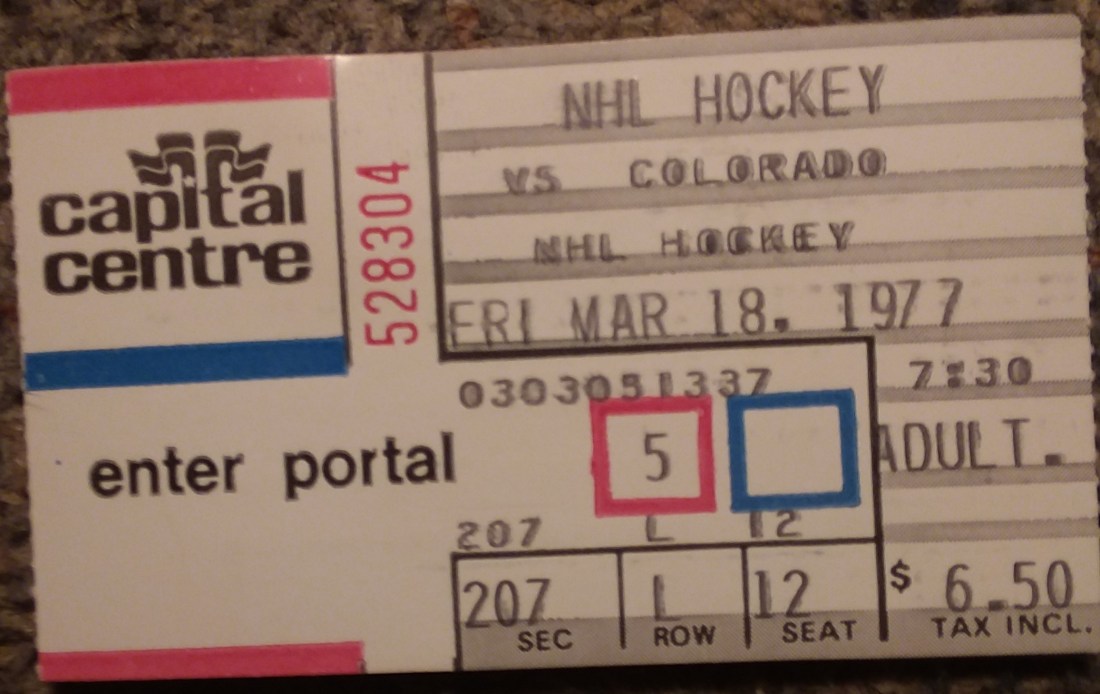 capital
centre
528304
NHL HOCKEY
VS COLORADO
NHL HOCKEY
FRI MAR 18. 1977
0303051337
7:30
enter portal
5
ADULT.
207 L 12
207 L 12
SEC ROW SEAT
$ 6.50
TAX INCL.